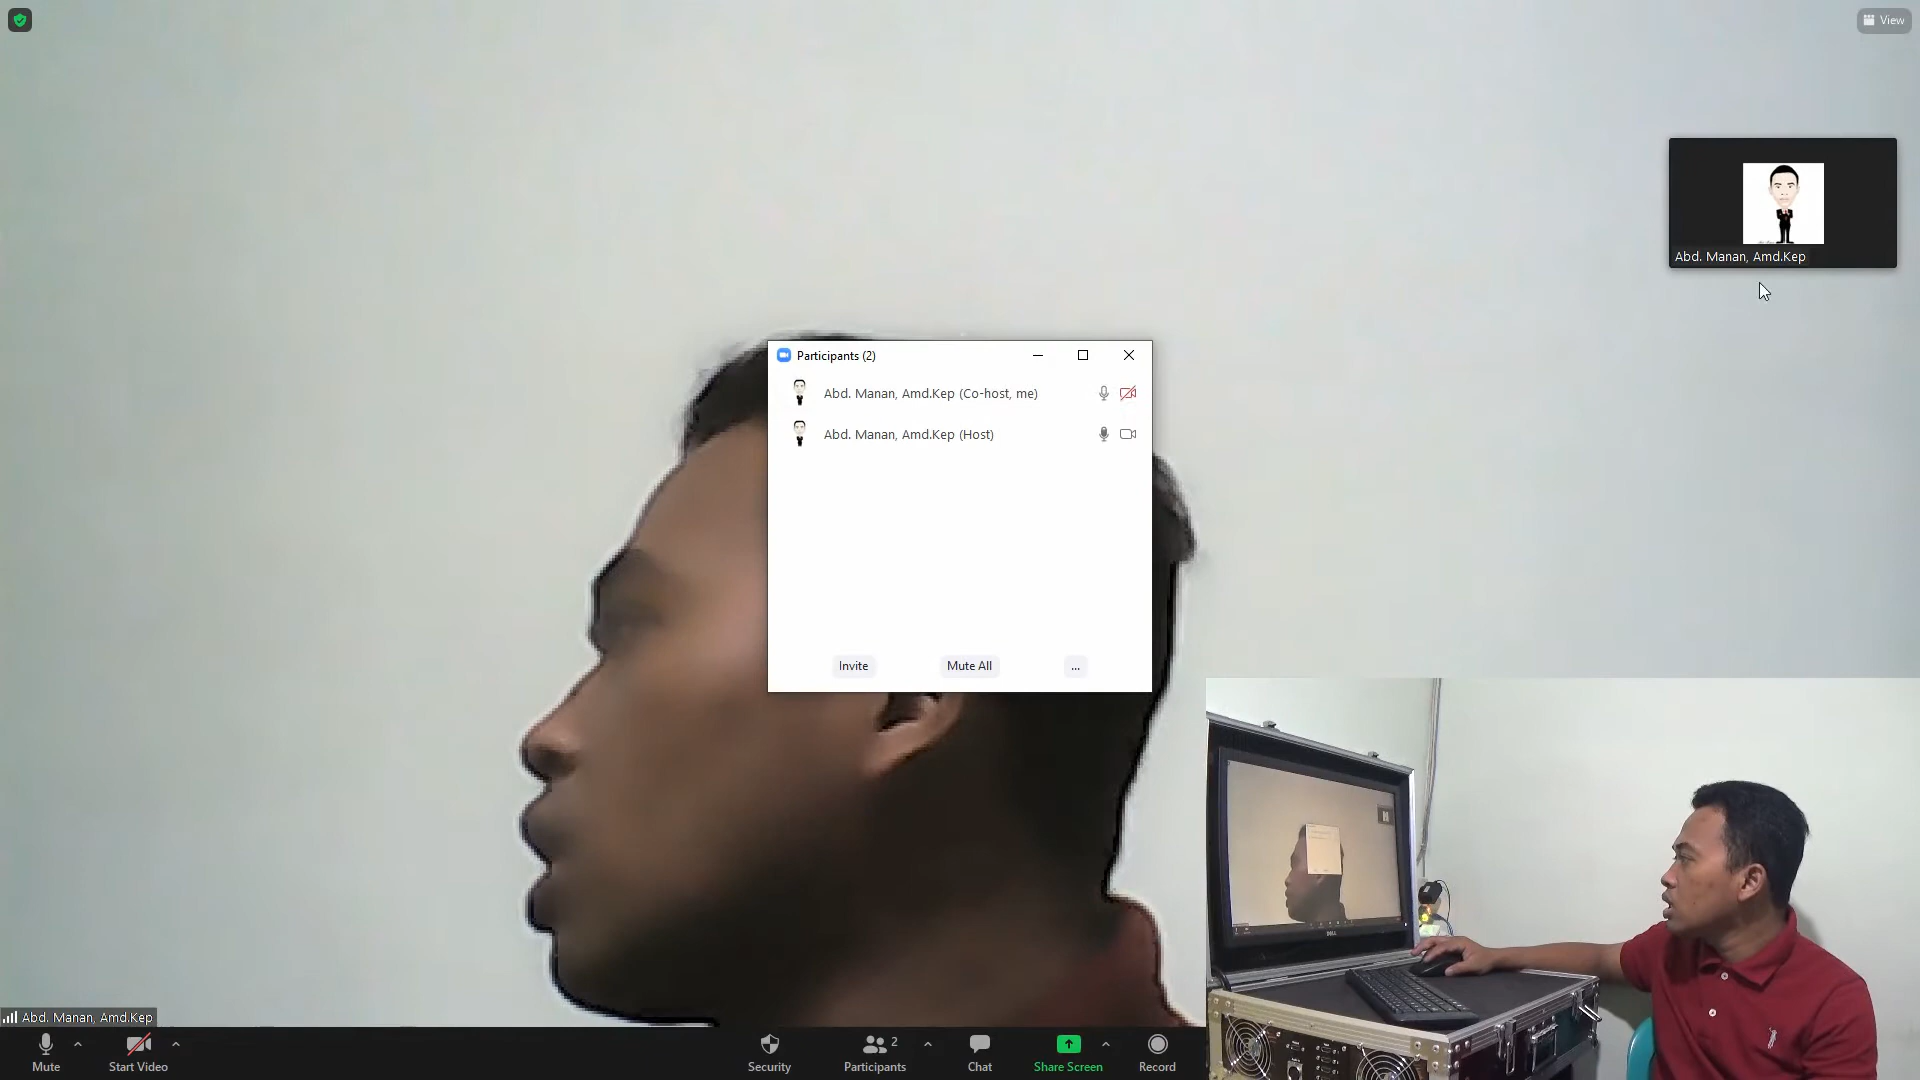 View
Abd. Manan, Amd.Kep
Participants (2)
Abd. Manan, Amd.Kep (Co-host, me)
Abd. Manan, Amd.Kep (Host)
Invite
Mute All
...
Abd. Manan, Amd.Kep
Mute
Start Video
Security
Participants
2
Chat
Share Screen
Record
DELL